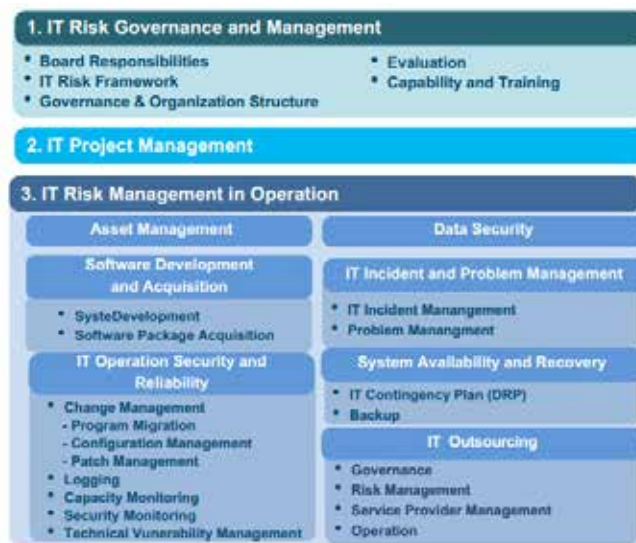 1. IT Risk Governance and Management
• Board Responsibilities
• IT Risk Framework
• Governance & Organization Structure
• Evaluation
• Capability and Training
2. IT Project Management
3. IT Risk Management in Operation
Asset Management
Software Development
and Acquisition
• SysteDevelopment
• Software Package Acquisition
IT Operation Security and
Reliability
• Change Management
- Program Migration
- Configuration Management
- Patch Management
• Logging
• Capacity Monitoring
• Security Monitoring
• Technical Vunerability Management
Data Security
IT Incident and Problem Management
• IT Incident Manangement
• Problem Manangment
System Availability and Recovery
• IT Contingency Plan (DRP)
• Backup
IT Outsourcing
• Governance
• Risk Management
• Service Provider Management
• Operation